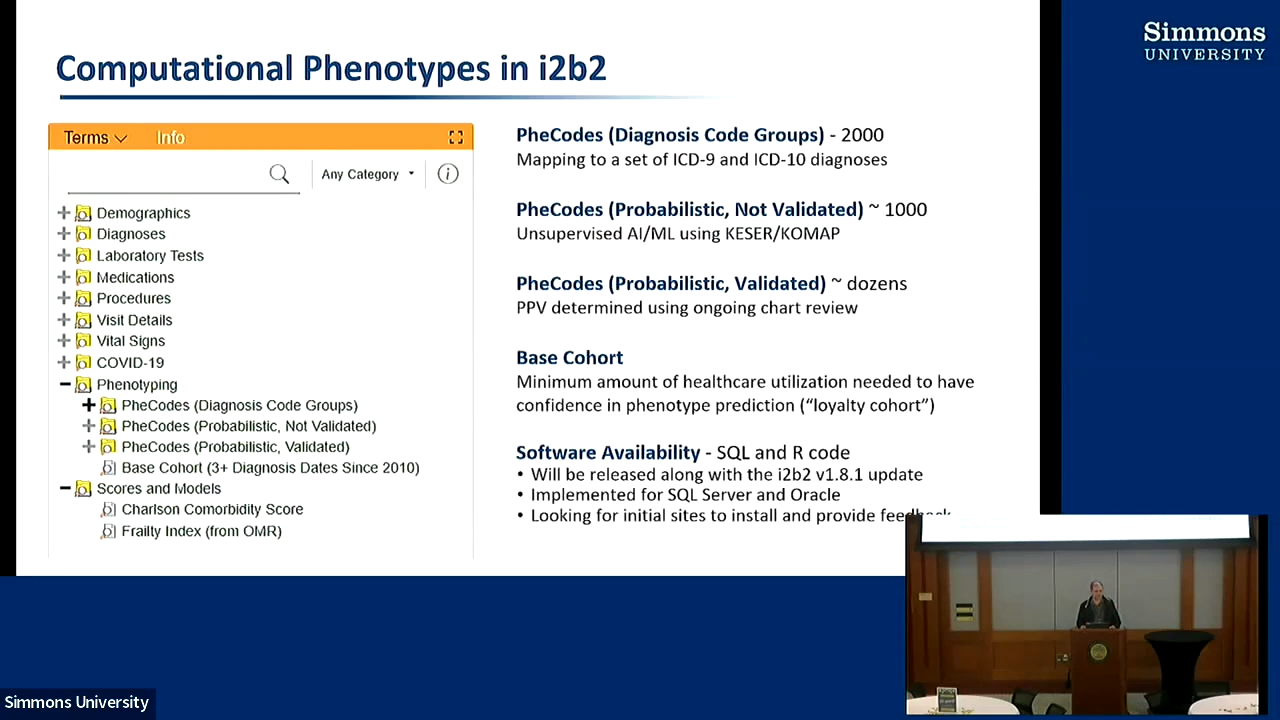 Computational Phenotypes in i2b2
Simmons
UNIVERSITY
Terms
Info
Any Category
i
Demographics
Diagnoses
Laboratory Tests
Medications
Procedures
Visit Details
Vital Signs
COVID-19
Phenotyping
PheCodes (Diagnosis Code Groups)
PheCodes (Probabilistic, Not Validated)
PheCodes (Probabilistic, Validated)
Base Cohort (3+ Diagnosis Dates Since 2010)
Scores and Models
Charlson Comorbidity Score
Frailty Index (from OMR)
PheCodes (Diagnosis Code Groups) - 2000
Mapping to a set of ICD-9 and ICD-10 diagnoses
PheCodes (Probabilistic, Not Validated) ~ 1000
Unsupervised AI/ML using KESER/KOMAP
PheCodes (Probabilistic, Validated) ~ dozens
PPV determined using ongoing chart review
Base Cohort
Minimum amount of healthcare utilization needed to have
confidence in phenotype prediction (“loyalty cohort”)
Software Availability - SQL and R code
• Will be released along with the i2b2 v1.8.1 update
• Implemented for SQL Server and Oracle
• Looking for initial sites to install and provide feedback
Simmons University